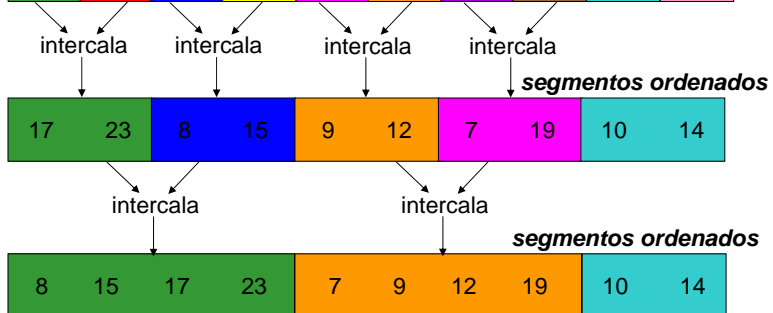 intercala intercala intercala intercala
segmentos ordenados
17 23 8 15 9 12 7 19 10 14
intercala intercala
segmentos ordenados
8 15 17 23 7 9 12 19 10 14